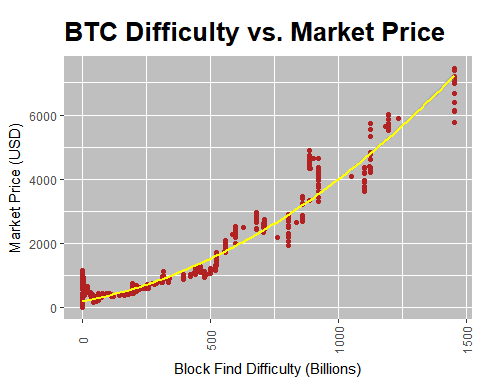 BTC Difficulty vs. Market Price
Market Price (USD)
6000
4000
2000
0
0
500
1000
1500
Block Find Difficulty (Billions)